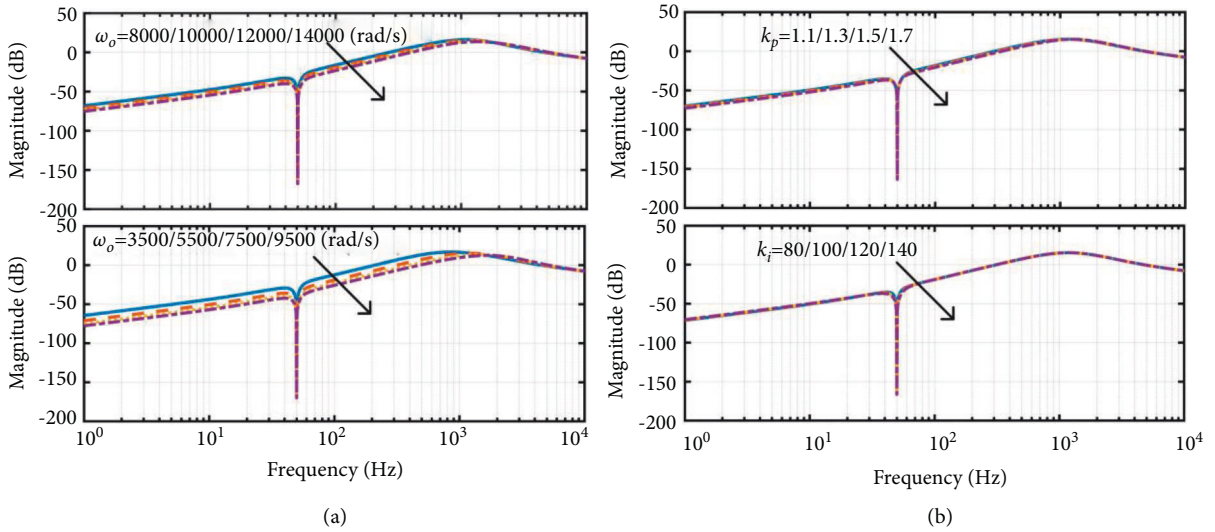 50
ω_o=8000/10000/12000/14000 (rad/s)
0
-50
-100
-150
-200
Magnitude (dB)
50
ω_o=3500/5500/7500/9500 (rad/s)
0
-50
-100
-150
-200
Magnitude (dB)
10^0 10^1 10^2 10^3 10^4
Frequency (Hz)
(a)
50
k_p=1.1/1.3/1.5/1.7
0
-50
-100
-150
-200
Magnitude (dB)
50
k_i=80/100/120/140
0
-50
-100
-150
-200
Magnitude (dB)
10^0 10^1 10^2 10^3 10^4
Frequency (Hz)
(b)